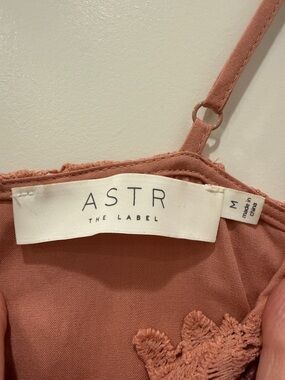 ASTR
THE LABEL
M
made in
china